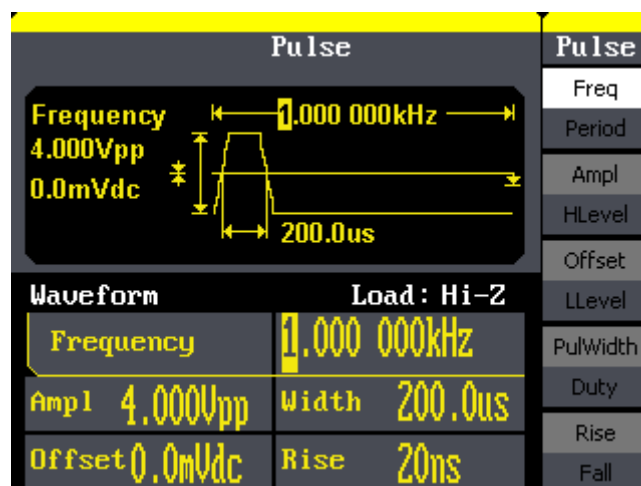 Pulse
Pulse
Frequency
1.000 000kHz
4.000Vpp
0.0mVdc
200.0us
Waveform
Load: Hi-Z
Frequency
1.000 000kHz
Ampl 4.000Vpp
Width 200.0us
Offset 0.0mVdc
Rise 20ns
Freq
Period
Ampl
HLevel
Offset
LLevel
PulWidth
Duty
Rise
Fall